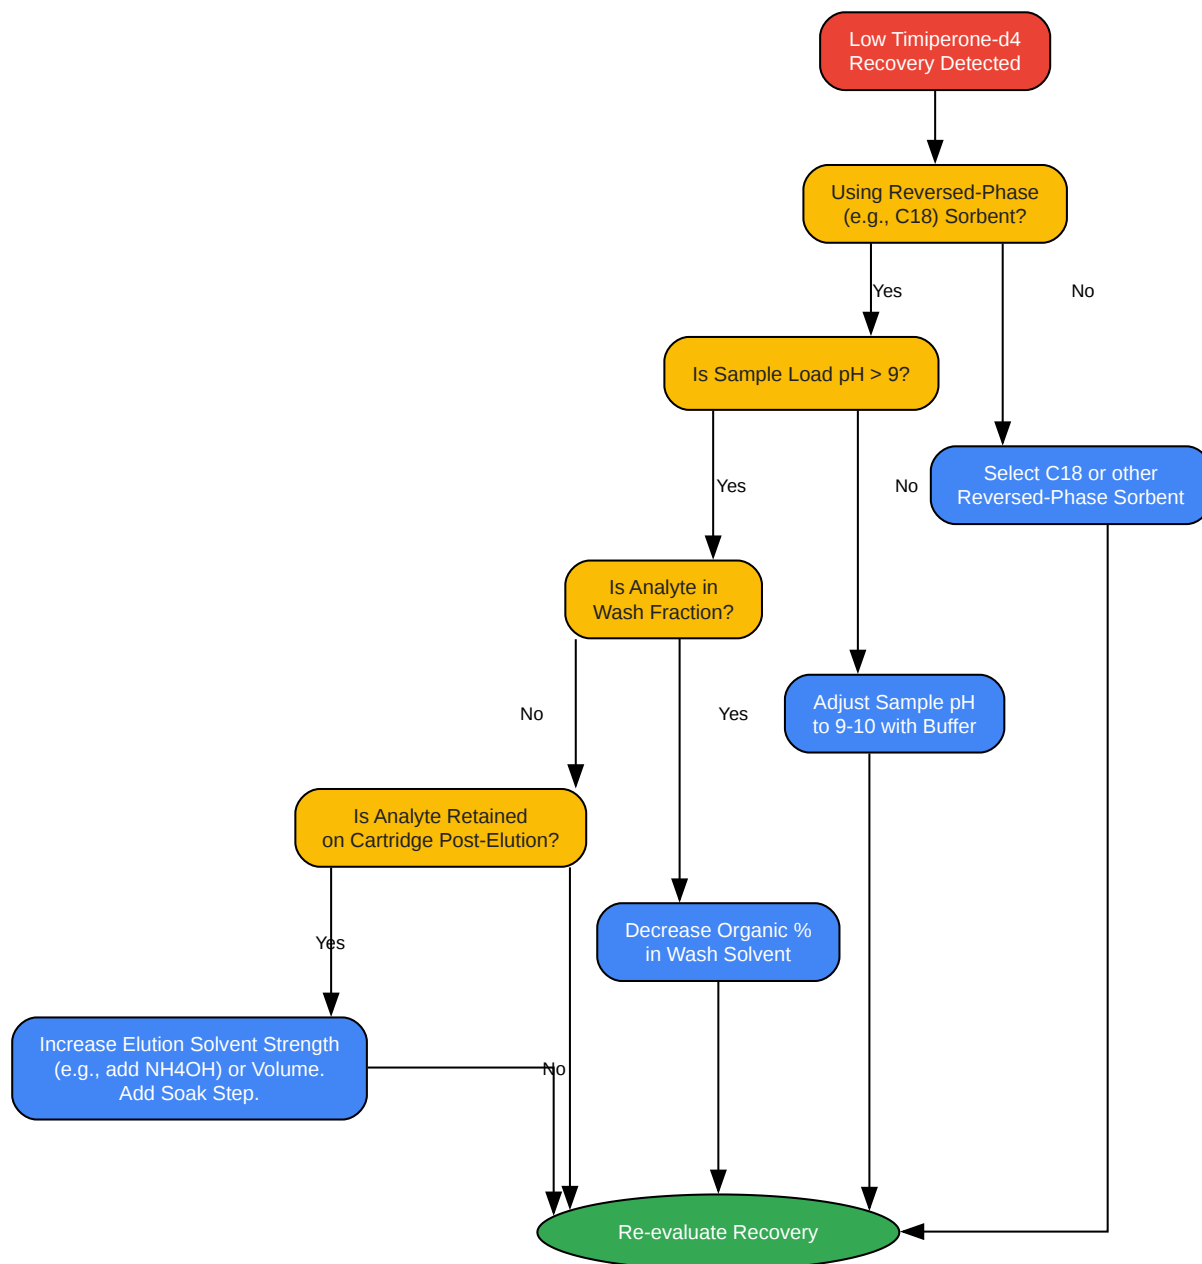 Low Timiperone-d4
Recovery Detected
Using Reversed-Phase
(e.g., C18) Sorbent?
Yes
No
Is Sample Load pH > 9?
Select C18 or other
Reversed-Phase Sorbent
Yes
No
Is Analyte in
Wash Fraction?
Adjust Sample pH
to 9-10 with Buffer
No
Yes
Is Analyte Retained
on Cartridge Post-Elution?
Decrease Organic %
in Wash Solvent
Yes
Increase Elution Solvent Strength
(e.g., add NH4OH) or Volume.
Add Soak Step.
No
Re-evaluate Recovery